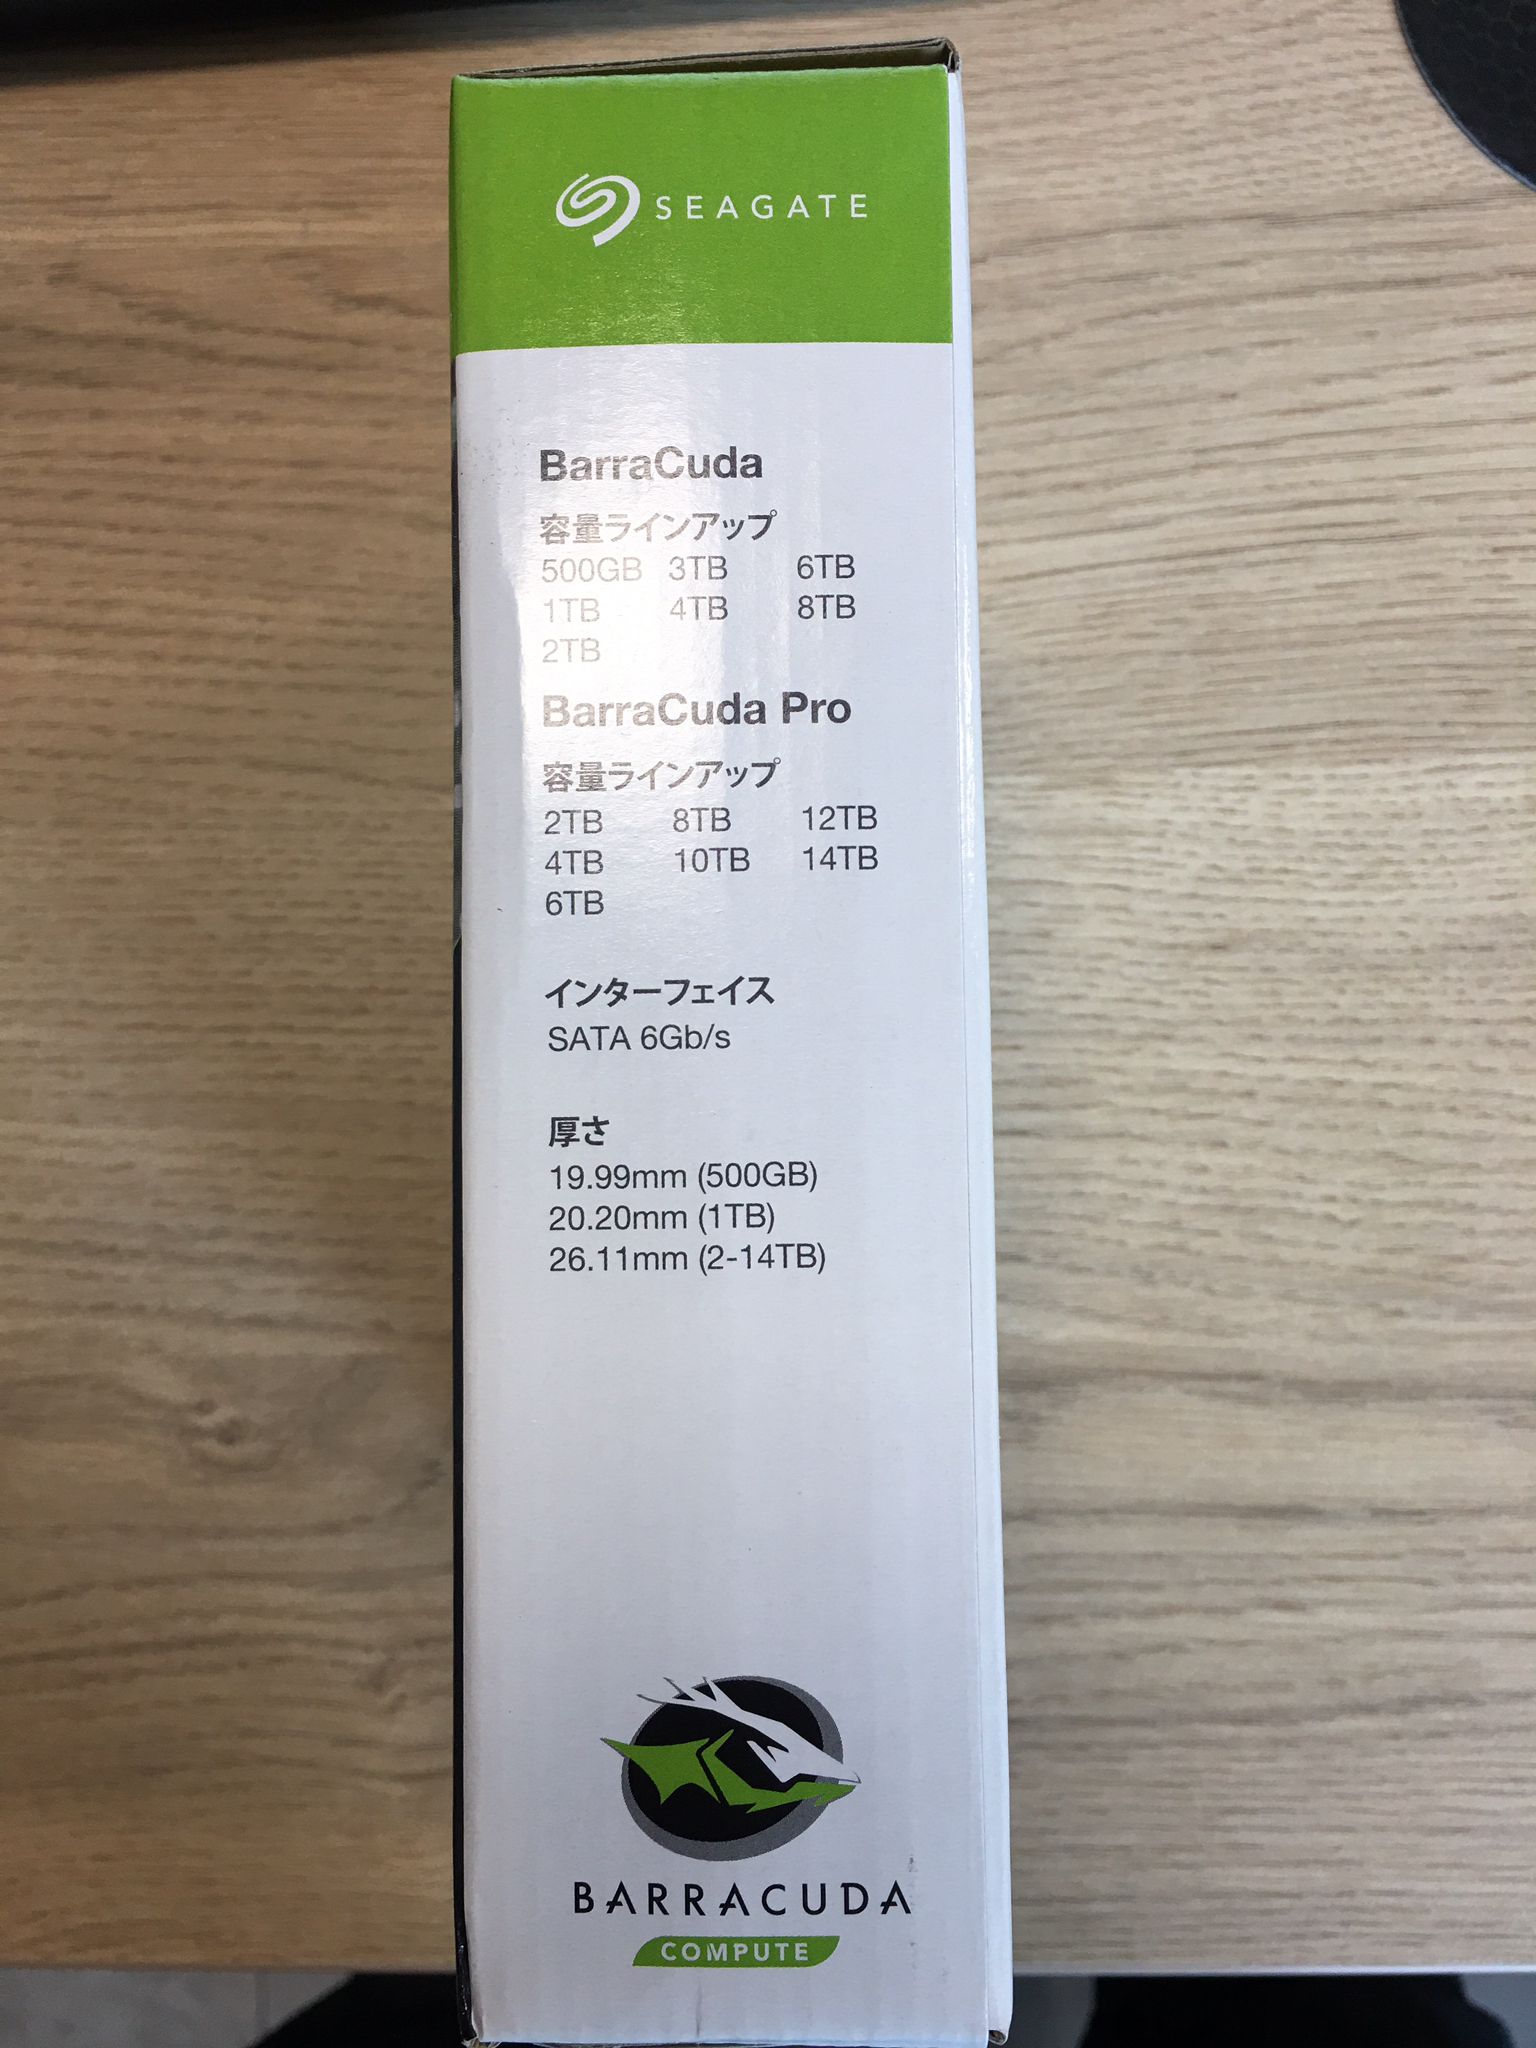 SEAGATE
BarraCuda
容量ラインアップ
500GB 3TB 6TB
1TB 4TB 8TB
2TB
BarraCuda Pro
容量ラインアップ
2TB 8TB 12TB
4TB 10TB 14TB
6TB
インターフェイス
SATA 6Gb/s
厚さ
19.99mm (500GB)
20.20mm (1TB)
26.11mm (2-14TB)
BARRACUDA
COMPUTE